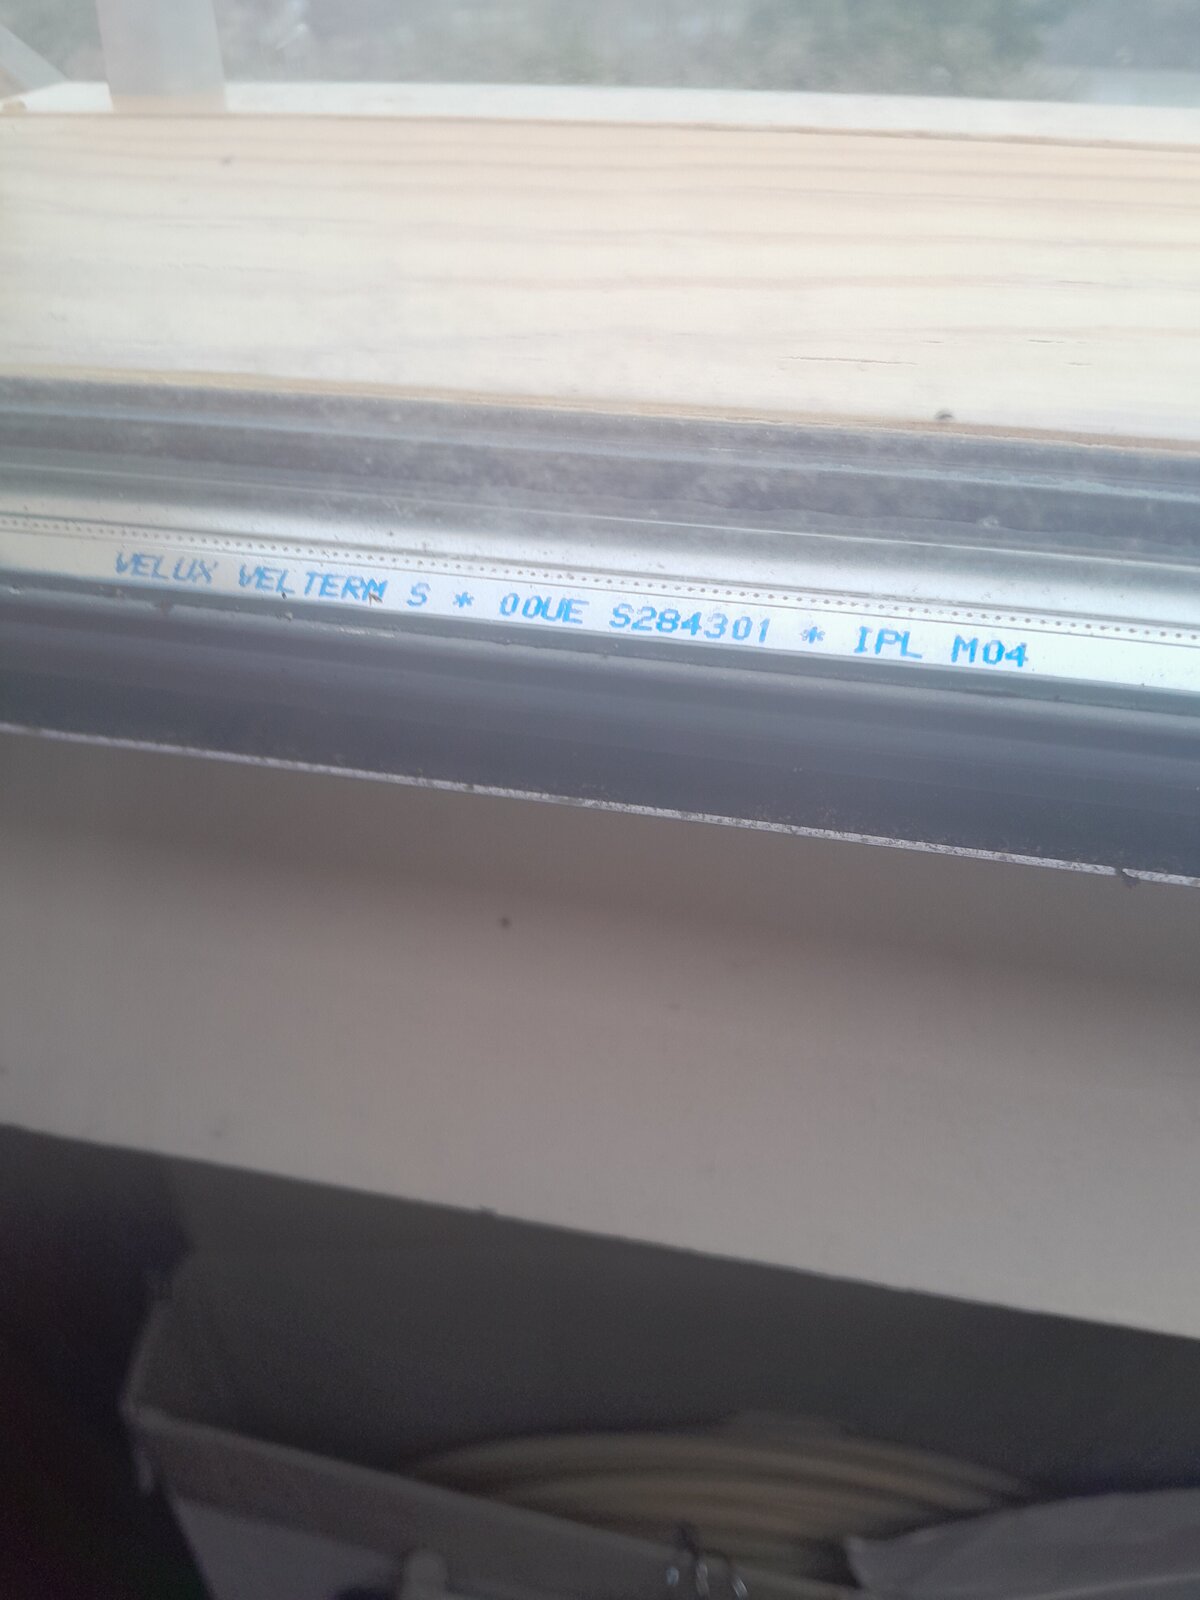 VELUX VELTERM S * 00UE S284301 * IPL M04